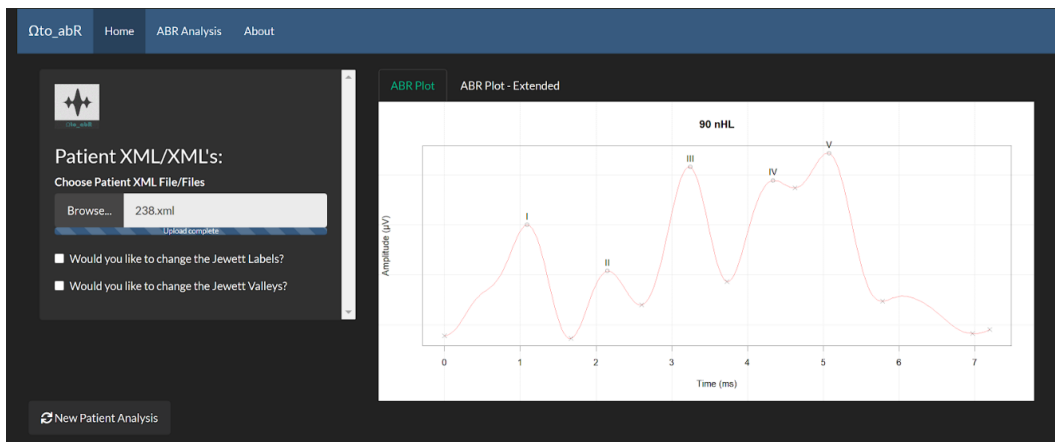 Ωto_abR Home ABR Analysis About
Ωto_abR
Patient XML/XML's:
Choose Patient XML File/Files
Browse... 238.xml
Upload complete
Would you like to change the Jewett Labels?
Would you like to change the Jewett Valleys?
New Patient Analysis
ABR Plot ABR Plot - Extended
90 nHL
I
II
III
IV
V
Amplitude (µV)
0 1 2 3 4 5 6 7
Time (ms)